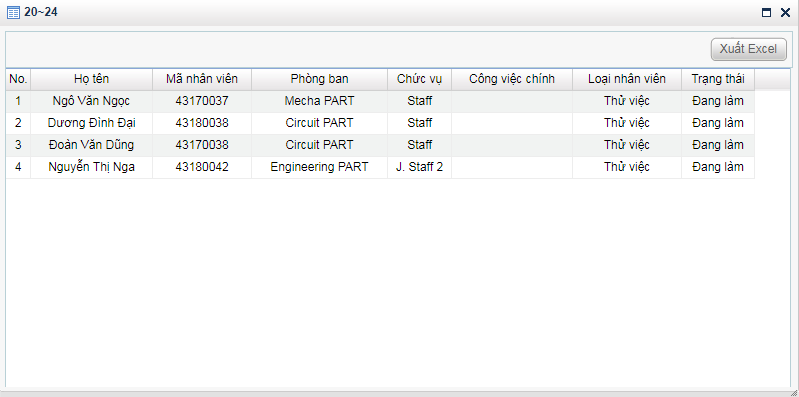 20~24
Xuất Excel
No. Họ tên Mã nhân viên Phòng ban Chức vụ Công việc chính Loại nhân viên Trạng thái
1 Ngô Văn Ngọc 43170037 Mecha PART Staff Thử việc Đang làm
2 Dương Đình Đại 43180038 Circuit PART Staff Thử việc Đang làm
3 Đoàn Văn Dũng 43170038 Circuit PART Staff Thử việc Đang làm
4 Nguyễn Thị Nga 43180042 Engineering PART J. Staff 2 Thử việc Đang làm